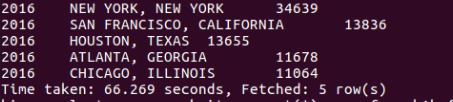 2016 NEW YORK, NEW YORK 34639
2016 SAN FRANCISCO, CALIFORNIA 13836
2016 HOUSTON, TEXAS 13655
2016 ATLANTA, GEORGIA 11678
2016 CHICAGO, ILLINOIS 11064
Time taken: 66.269 seconds, Fetched: 5 row(s)